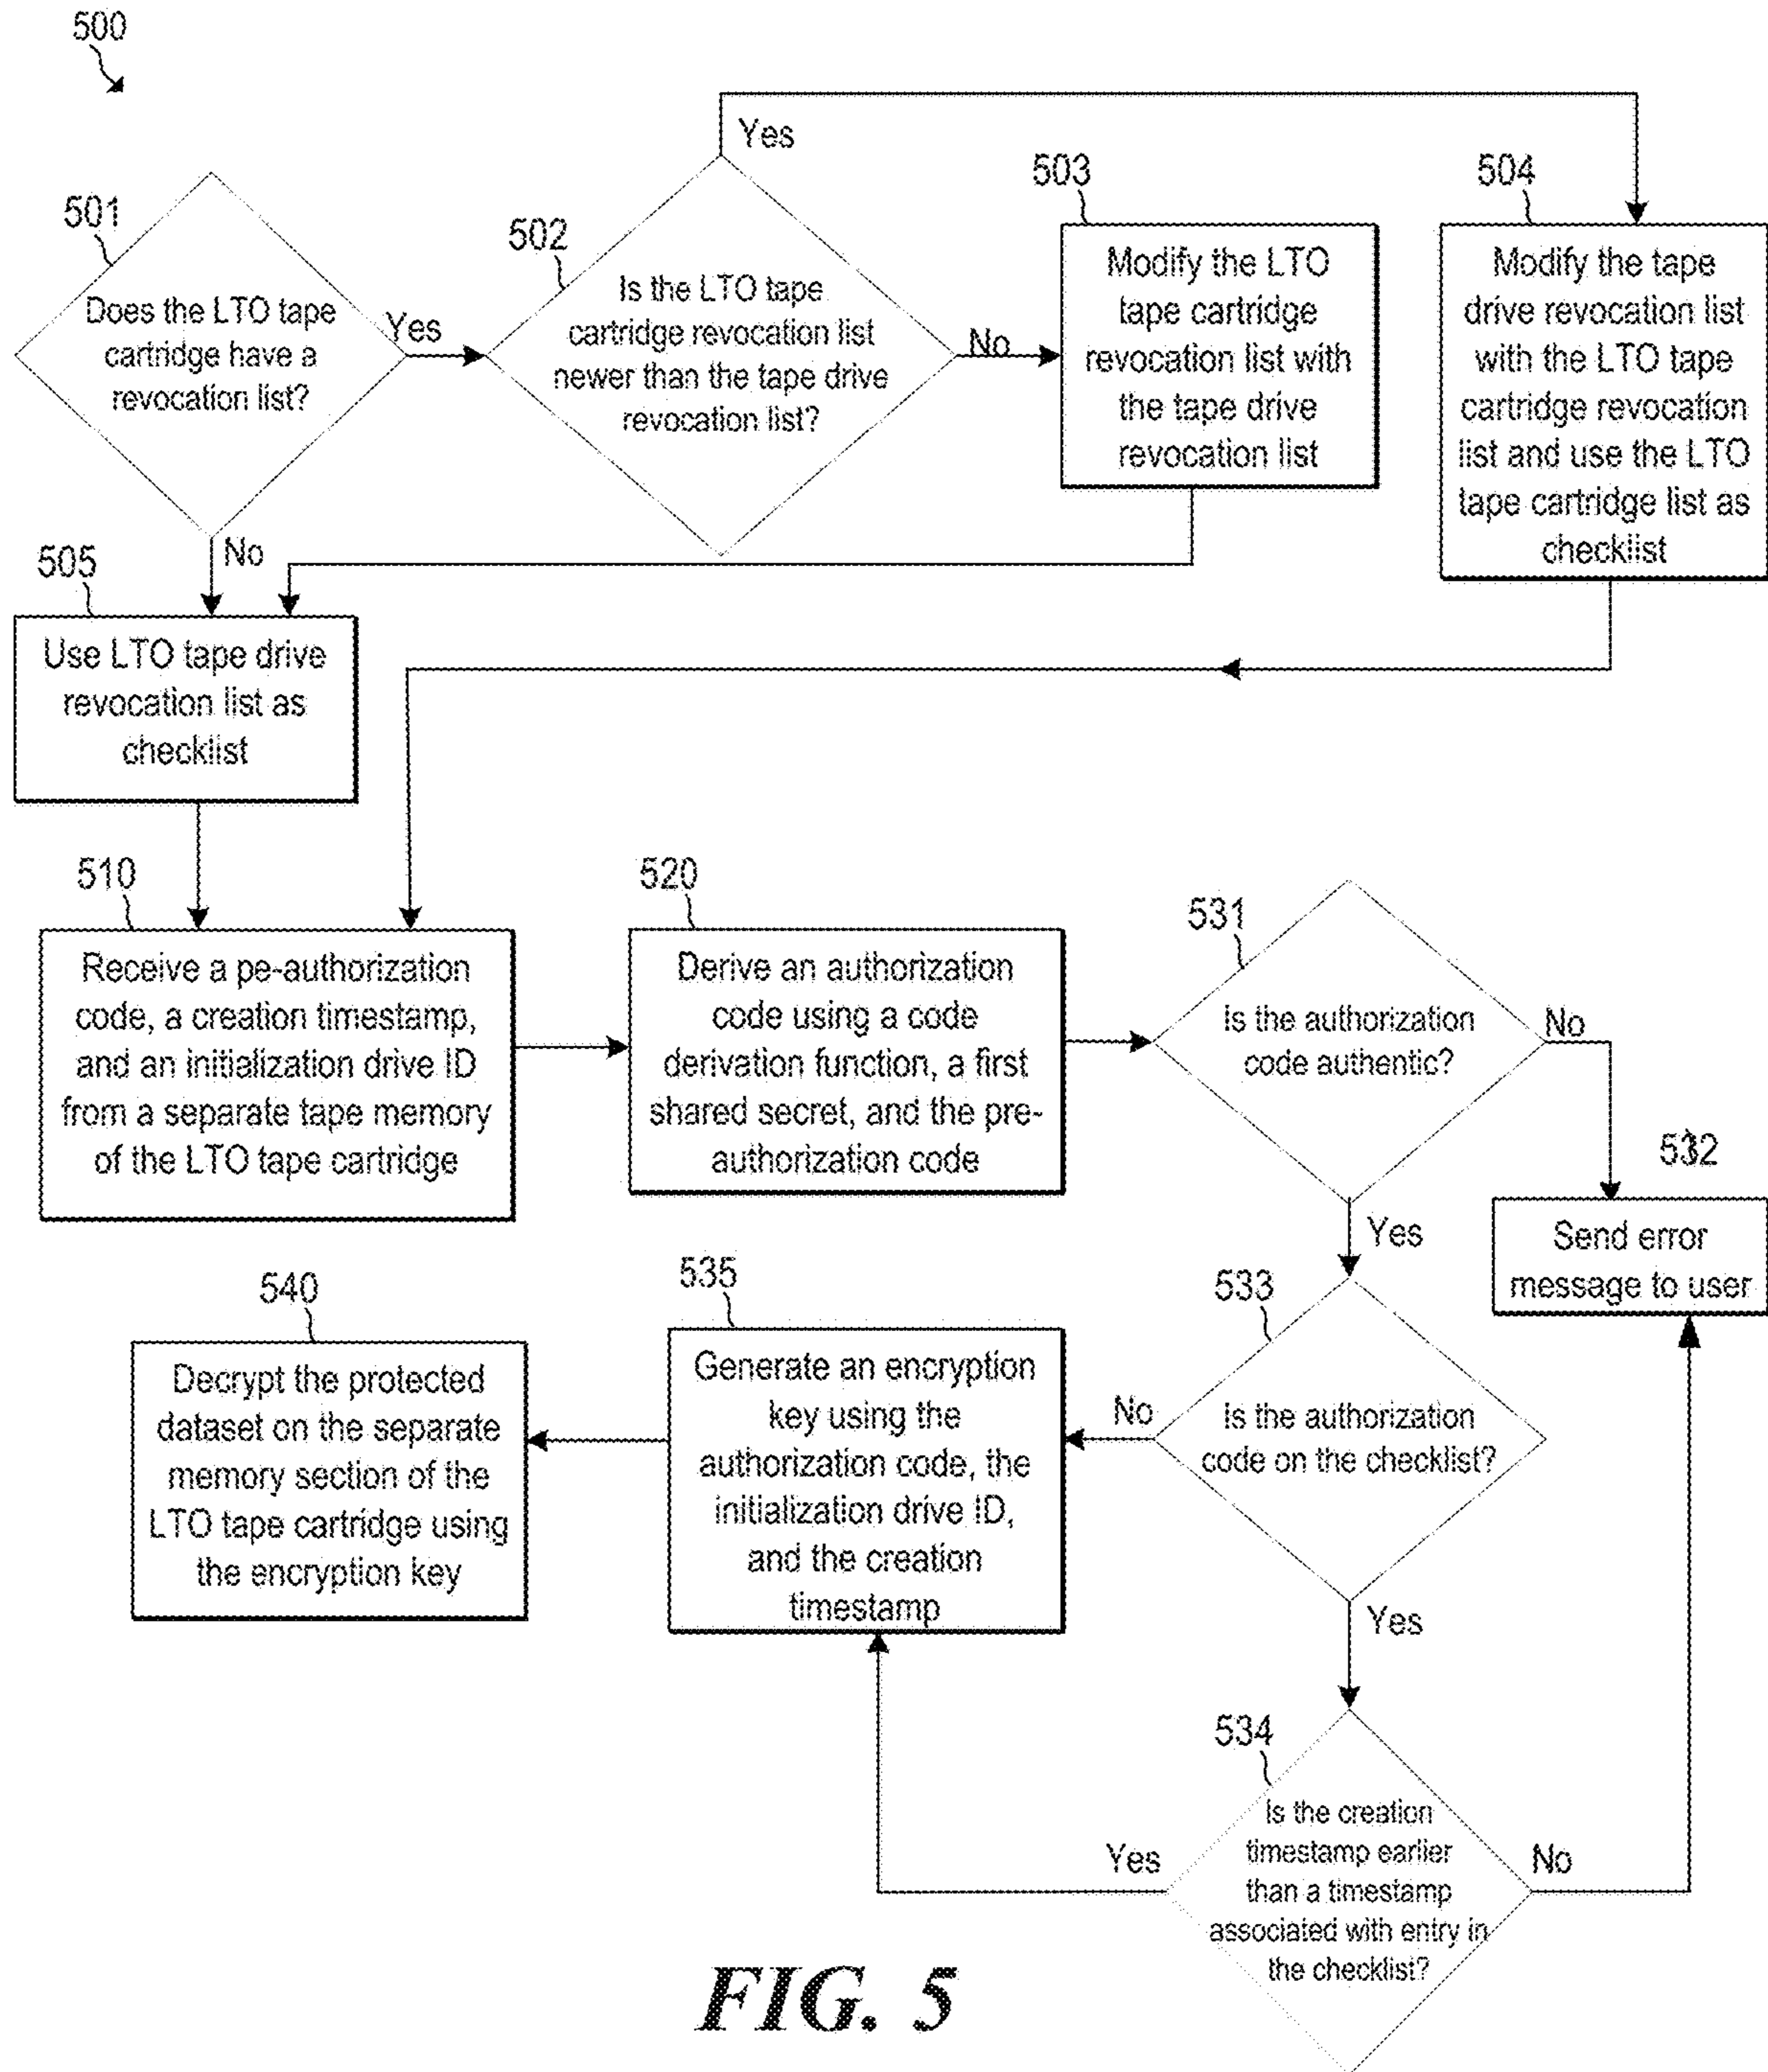 500
501
Does the LTO tape
cartridge have a
revocation list?
Yes
No
502
Is the LTO tape
cartridge revocation list
newer than the tape drive
revocation list?
Yes
No
503
Modify the LTO
tape cartridge
revocation list with
the tape drive
revocation list
504
Modify the tape
drive revocation list
with the LTO tape
cartridge revocation
list and use the LTO
tape cartridge list as
checklist
505
Use LTO tape drive
revocation list as
checklist
510
Receive a pe-authorization
code, a creation timestamp,
and an initialization drive ID
from a separate tape memory
of the LTO tape cartridge
520
Derive an authorization
code using a code
derivation function, a first
shared secret, and the pre-
authorization code
531
Is the authorization
code authentic?
No
Yes
532
Send error
message to user
533
Is the authorization
code on the checklist?
No
Yes
535
Generate an encryption
key using the
authorization code, the
initialization drive ID,
and the creation
timestamp
540
Decrypt the protected
dataset on the separate
memory section of the
LTO tape cartridge using
the encryption key
534
Is the creation
timestamp earlier
than a timestamp
associated with entry in
the checklist?
Yes
No
FIG. 5